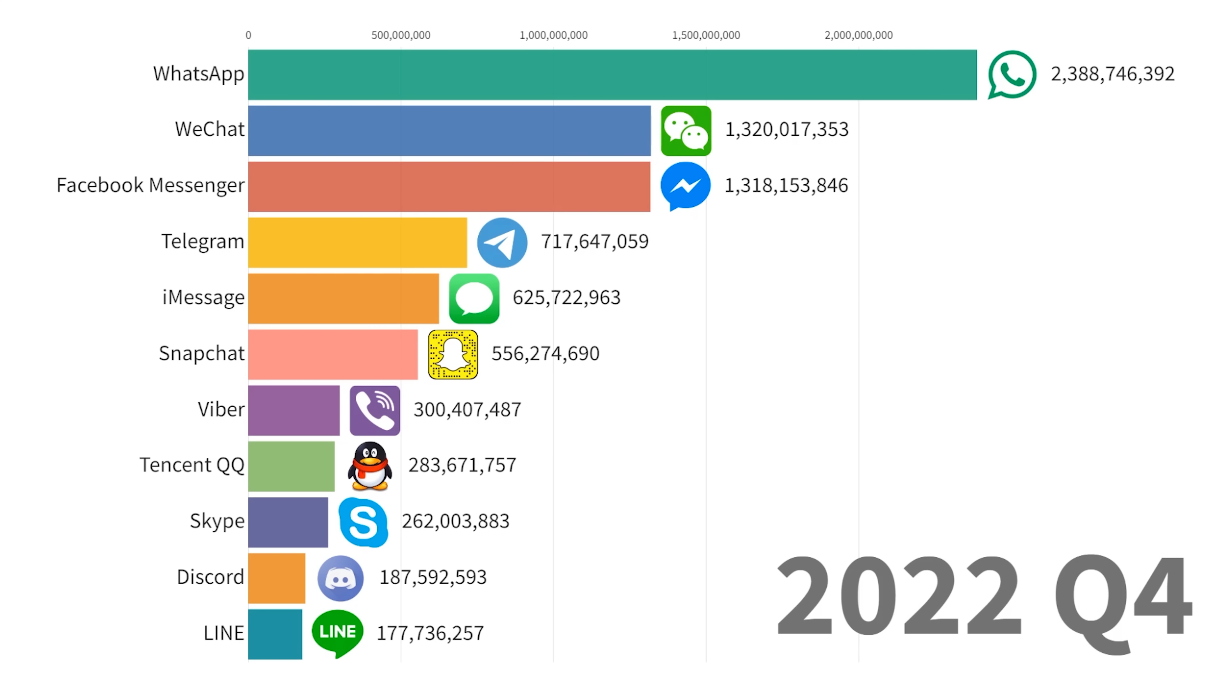 0 500,000,000 1,000,000,000 1,500,000,000 2,000,000,000
WhatsApp 2,388,746,392
WeChat 1,320,017,353
Facebook Messenger 1,318,153,846
Telegram 717,647,059
iMessage 625,722,963
Snapchat 556,274,690
Viber 300,407,487
Tencent QQ 283,671,757
Skype S 262,003,883
Discord 187,592,593
LINE LINE 177,736,257
2022 Q4